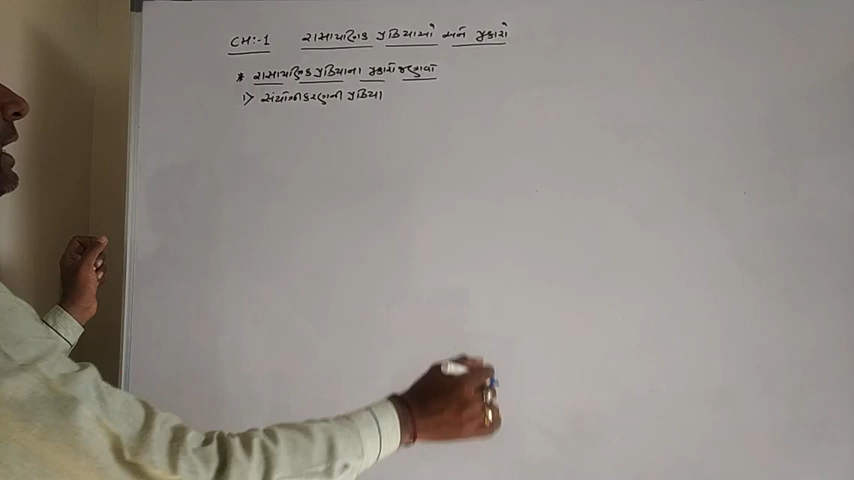 CH:-1 રાસાયણિક પ્રક્રિયાઓ અને પ્રકારો
* રાસાયણિક પ્રક્રિયાના પ્રકારો જણાવો
1> સંયોગીકરણની પ્રક્રિયા